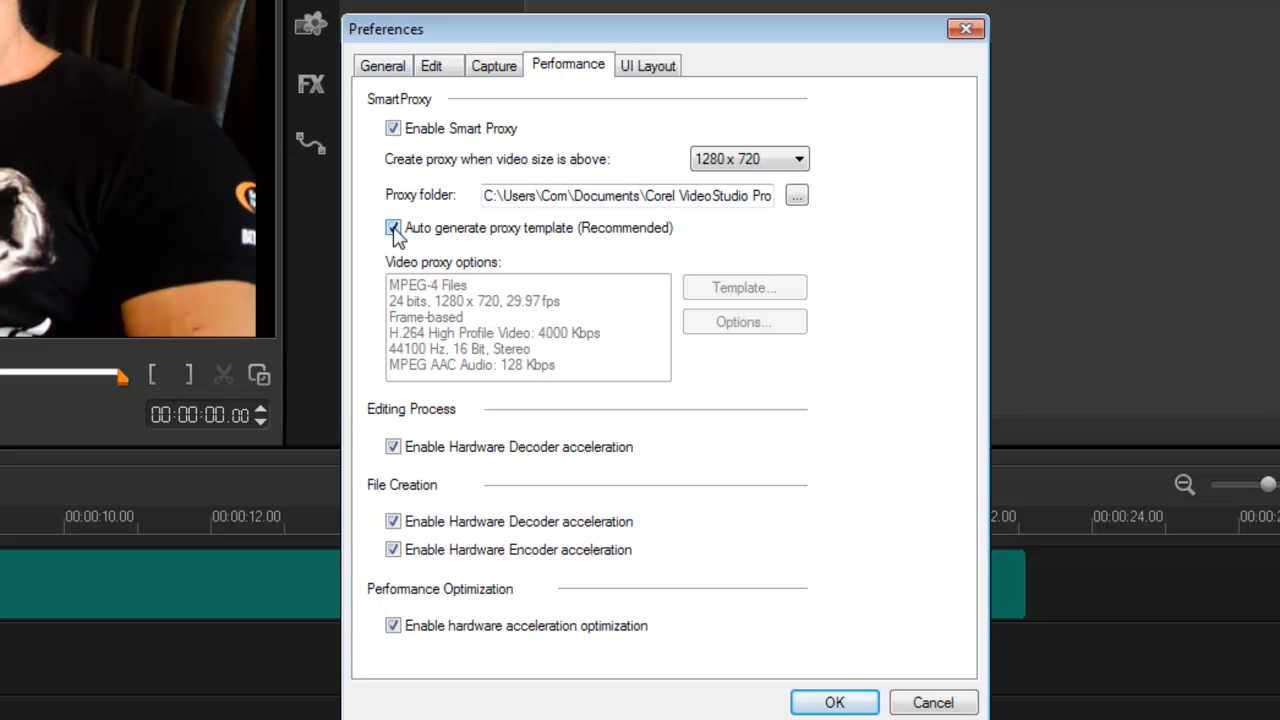 Preferences
General Edit Capture Performance UI Layout
FX
SmartProxy
Enable Smart Proxy
Create proxy when video size is above: 1280 x 720
Proxy folder: C:\Users\Com\Documents\Corel VideoStudio Pro ...
Auto generate proxy template (Recommended)
Video proxy options:
MPEG-4 Files
24 bits, 1280 x 720, 29.97 fps
Frame-based
H.264 High Profile Video: 4000 Kbps
44100 Hz, 16 Bit, Stereo
MPEG AAC Audio: 128 Kbps
Template...
Options...
[ ]
00:00:00.00
Editing Process
Enable Hardware Decoder acceleration
File Creation
00:00:10.00 00:00:12.00 2.00 00:00:24.00 00:00:2
Enable Hardware Decoder acceleration
Enable Hardware Encoder acceleration
Performance Optimization
Enable hardware acceleration optimization
OK Cancel